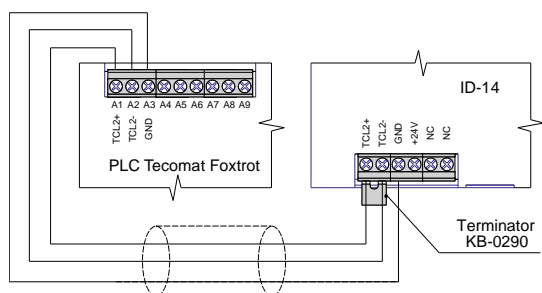 A1 A2 A3 A4 A5 A6 A7 A8 A9
TCL2+
TCL2-
GND
PLC Tecomat Foxtrot
ID-14
TCL2+
TCL2-
GND
+24V
NC
NC
Terminator
KB-0290